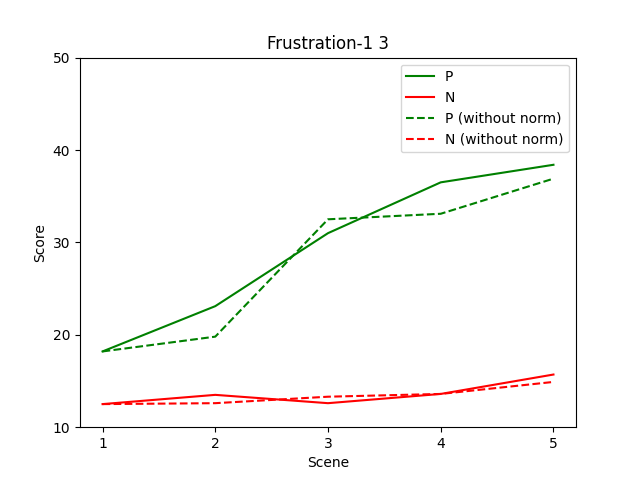 Frustration-1 3
P
N
P (without norm)
N (without norm)
50
40
30
20
10
Score
1 2 3 4 5
Scene